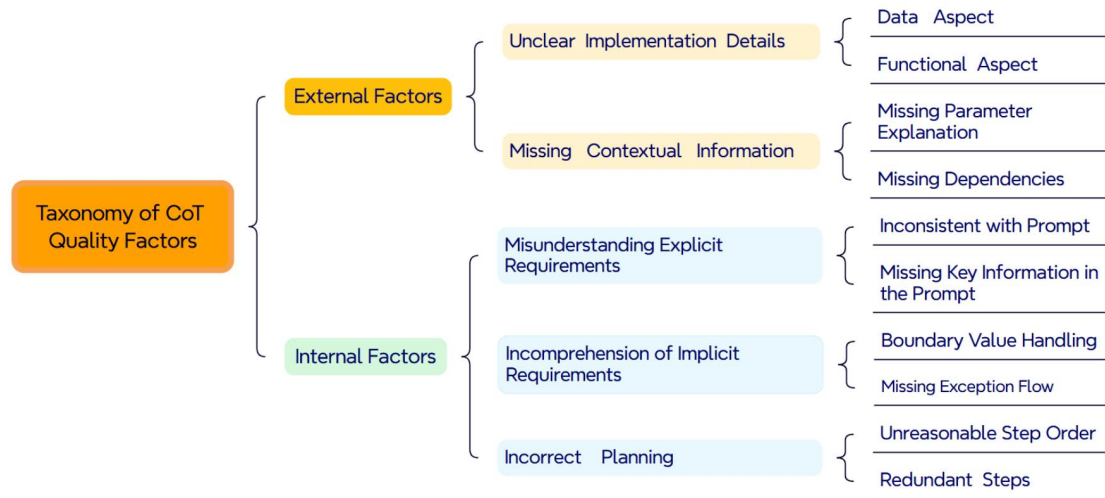 Taxonomy of CoT
Quality Factors
External Factors
Unclear Implementation Details
Data Aspect
Functional Aspect
Missing Contextual Information
Missing Parameter
Explanation
Missing Dependencies
Internal Factors
Misunderstanding Explicit
Requirements
Inconsistent with Prompt
Missing Key Information in
the Prompt
Incomprehension of Implicit
Requirements
Boundary Value Handling
Missing Exception Flow
Incorrect Planning
Unreasonable Step Order
Redundant Steps